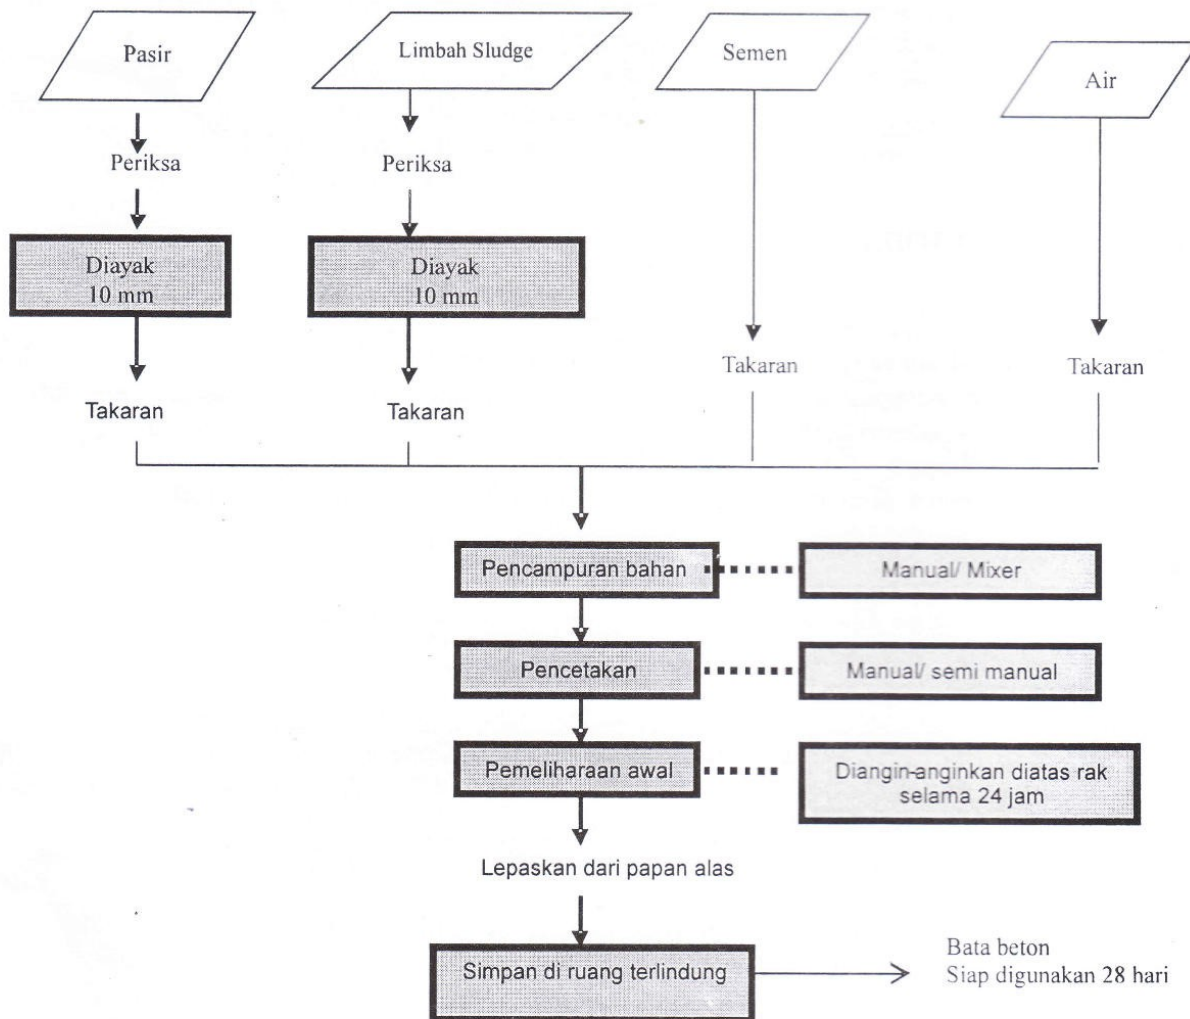 Pasir
Limbah Sludge
Semen
Air
Periksa
Periksa
Diayak
10 mm
Diayak
10 mm
Takaran
Takaran
Takaran
Takaran
Pencampuran bahan
Manual/ Mixer
Pencetakan
Manual/ semi manual
Pemeliharaan awal
Diangin-anginkan diatas rak
selama 24 jam
Lepaskan dari papan alas
Simpan di ruang terlindung
Bata beton
Siap digunakan 28 hari